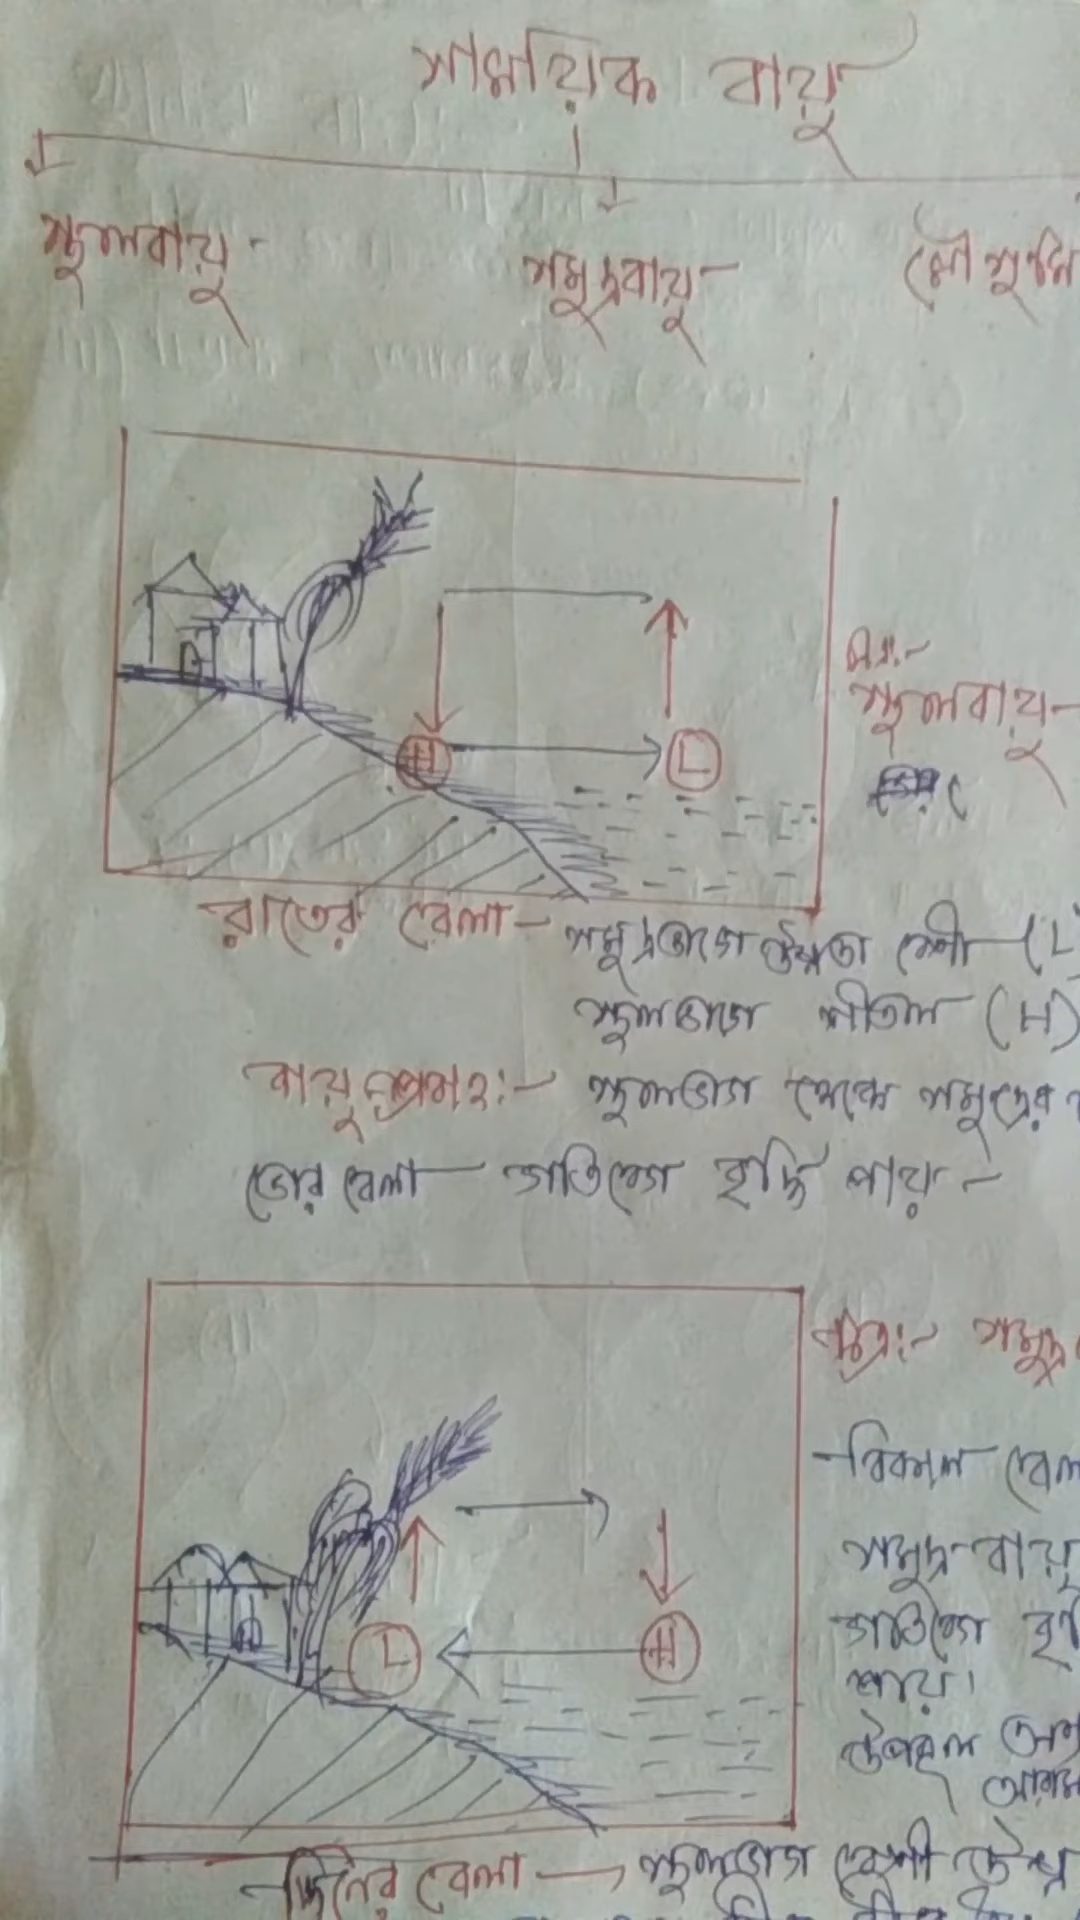 সাময়িক বায়ু
স্থলবায়ু
সমুদ্রবায়ু
মৌসুমি
H L
চিত্র:-
স্থলবায়ু
রাতের বেলা - সমুদ্রভাগে উষ্ণতা বেশী (L)
স্থলভাগে শীতল (H)
বায়ুপ্রবাহ:- স্থলভাগ থেকে সমুদ্রের
ভোর বেলা গতিবেগ বৃদ্ধি পায়
চিত্র:- সমুদ্র
বিকাল
সমুদ্র বায়ু
গতিবেগ
পায়।
L H
দিনের বেলা → স্থলভাগ বেশী উষ্ণ